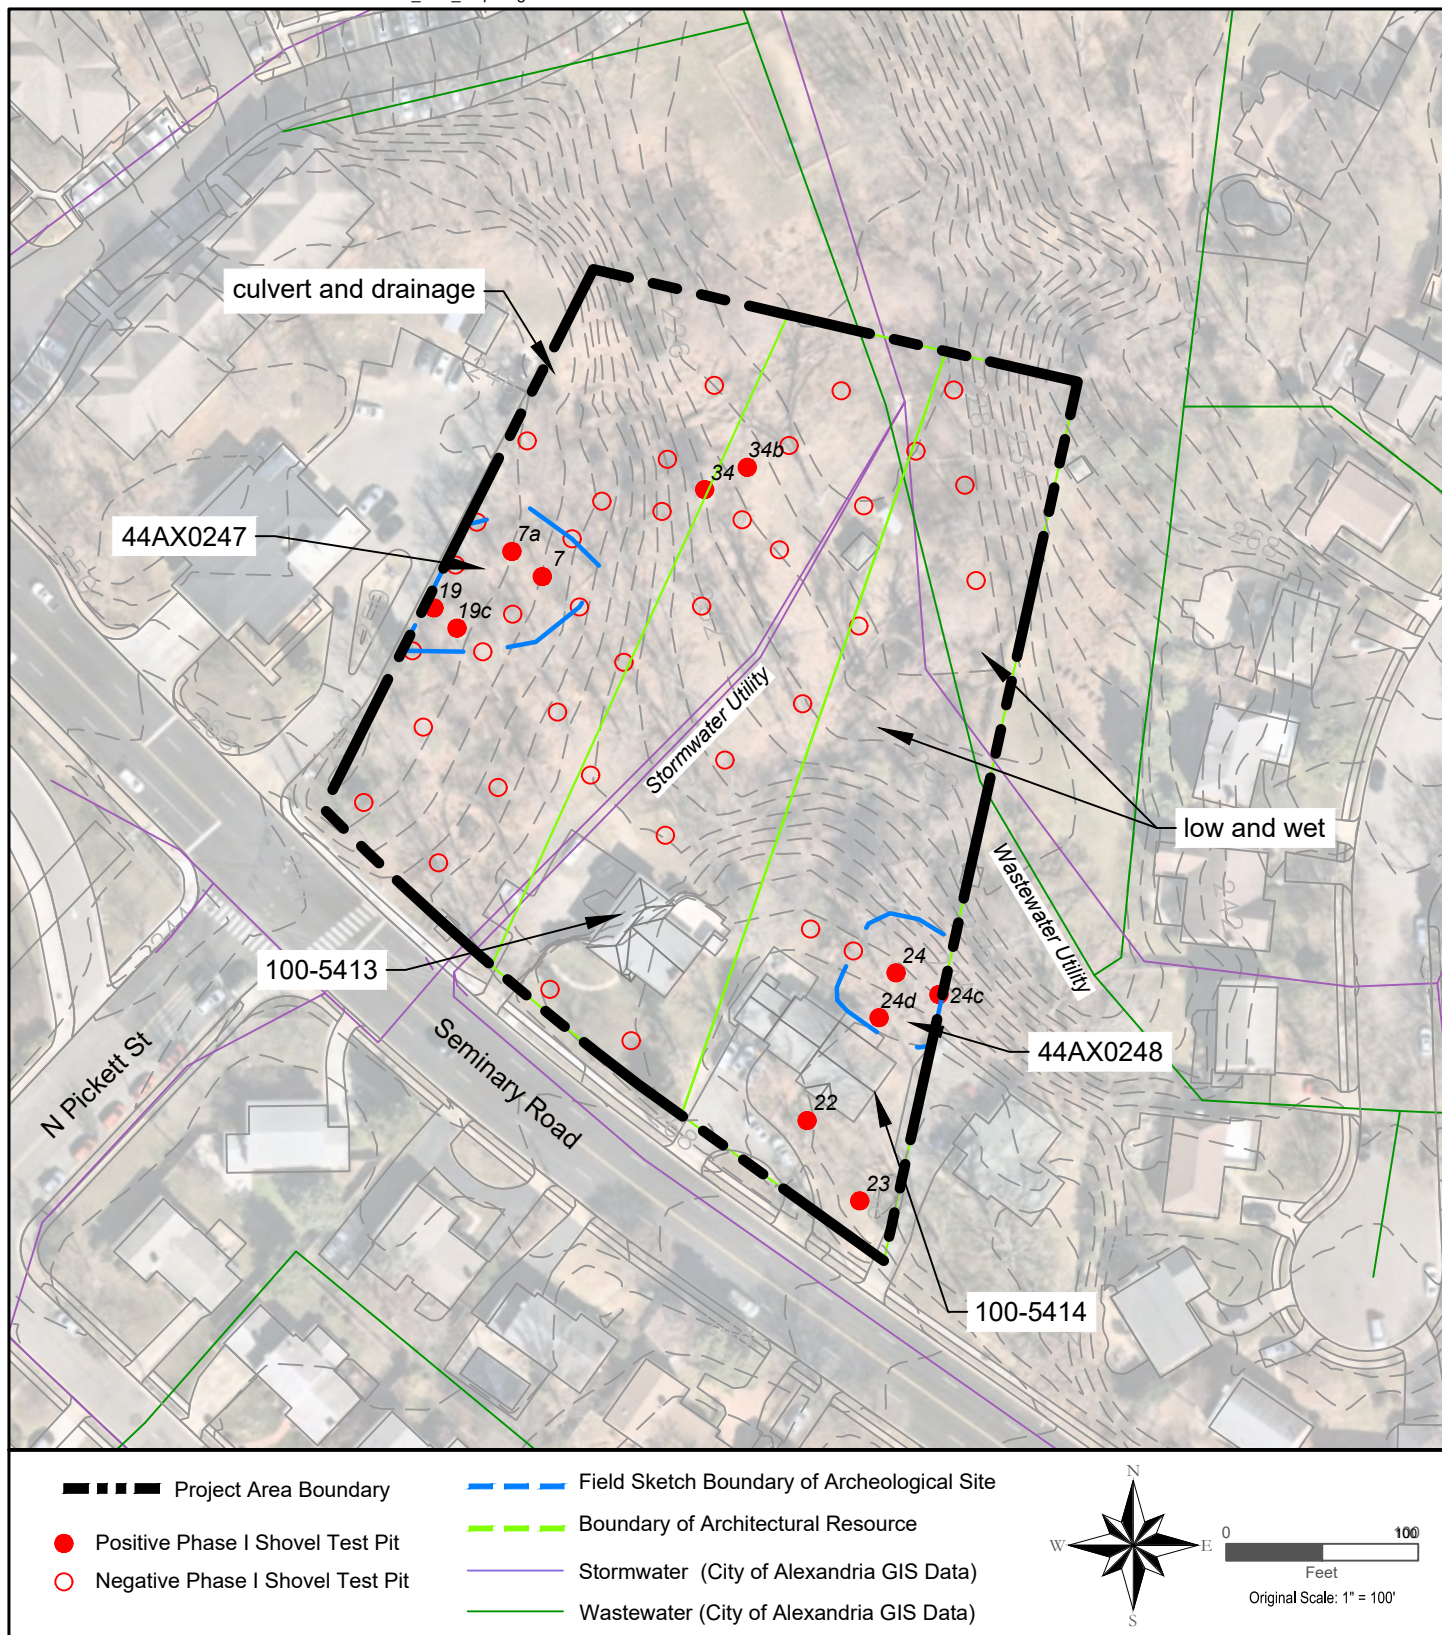 culvert and drainage
34b
34
44AX0247
7a
7
19
19c
Stormwater Utility
low and wet
Wastewater Utility
100-5413
24
24c
24d
44AX0248
N Pickett St
Seminary Road
22
23
100-5414
Project Area Boundary
Positive Phase I Shovel Test Pit
Negative Phase I Shovel Test Pit
Field Sketch Boundary of Archeological Site
Boundary of Architectural Resource
Stormwater (City of Alexandria GIS Data)
Wastewater (City of Alexandria GIS Data)
N
W
E
S
0 100
Feet
Original Scale: 1" = 100'